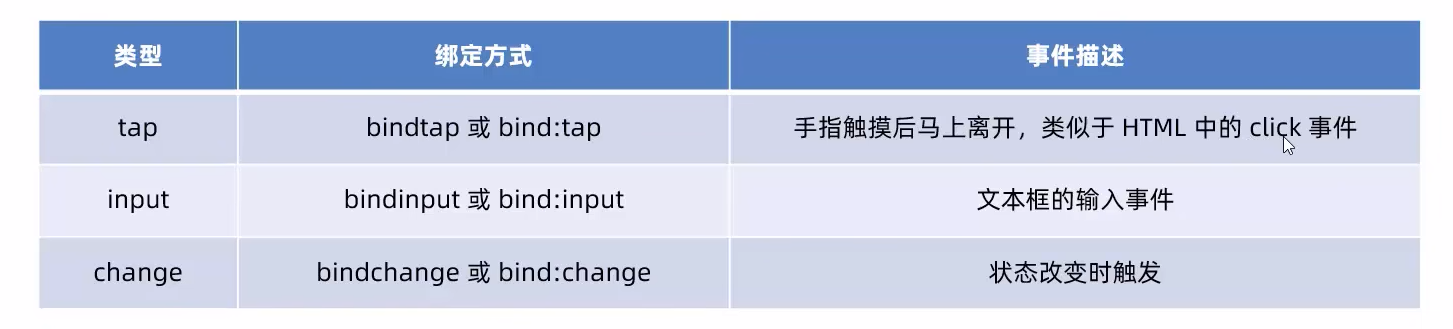 类型 绑定方式 事件描述
tap bindtap 或 bind:tap 手指触摸后马上离开，类似于 HTML 中的 click 事件
input bindinput 或 bind:input 文本框的输入事件
change bindchange 或 bind:change 状态改变时触发